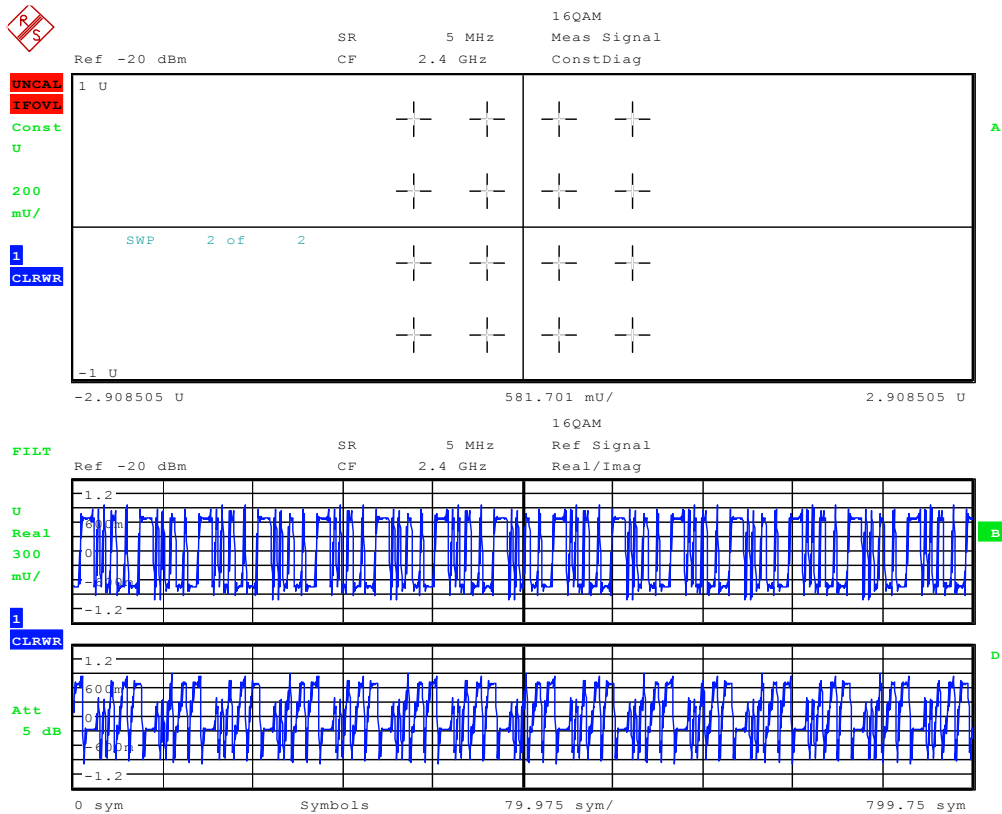 R S
16QAM
SR 5 MHz Meas Signal
Ref -20 dBm CF 2.4 GHz ConstDiag
UNCAL
IFOVL
Const
U
200
mU/
1
CLRWR
1 U
A
SWP 2 of 2
-1 U
-2.908505 U 581.701 mU/ 2.908505 U
16QAM
SR 5 MHz Ref Signal
Ref -20 dBm CF 2.4 GHz Real/Imag
FILT
U
Real
300
mU/
1
CLRWR
Att
5 dB
1.2
600m
0
-600m
-1.2
B
1.2
600m
0
-600m
-1.2
D
0 sym Symbols 79.975 sym/ 799.75 sym